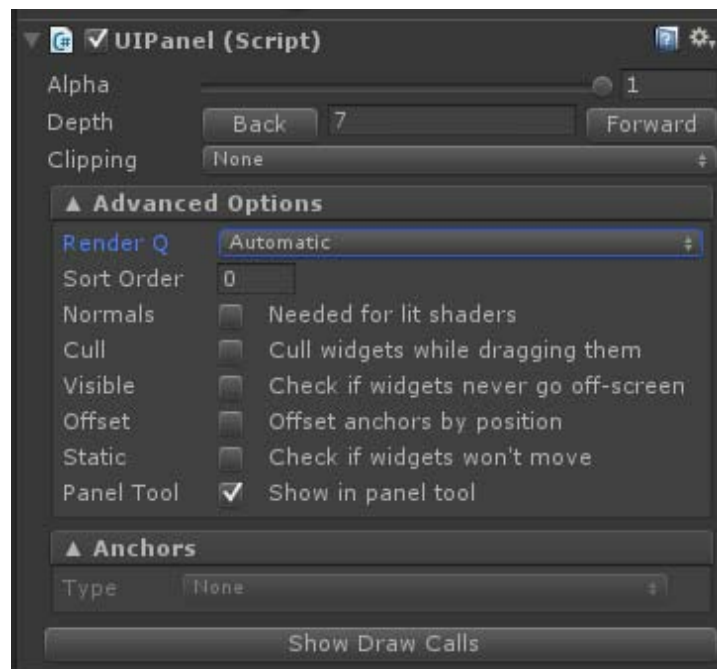 UIPanel (Script)
Alpha 1
Depth Back 7 Forward
Clipping None
▲ Advanced Options
Render Q Automatic
Sort Order 0
Normals Needed for lit shaders
Cull Cull widgets while dragging them
Visible Check if widgets never go off-screen
Offset Offset anchors by position
Static Check if widgets won't move
Panel Tool Show in panel tool
▲ Anchors
Type None
Show Draw Calls